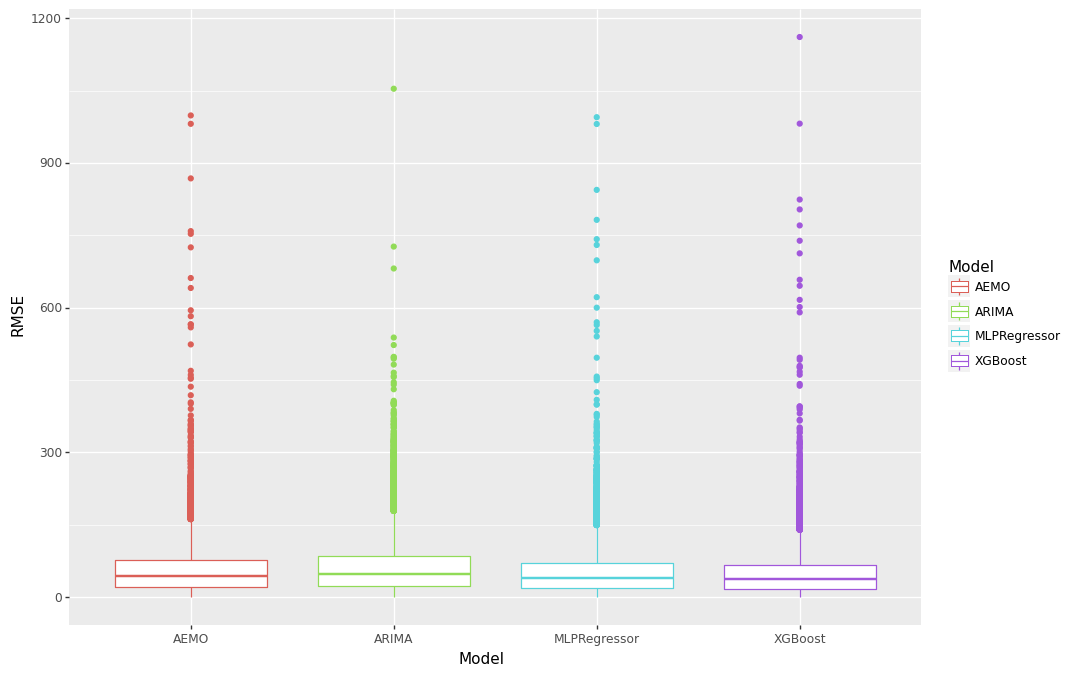 1200
900
600
300
0
RMSE
AEMO
ARIMA
MLPRegressor
XGBoost
Model
Model
AEMO
ARIMA
MLPRegressor
XGBoost